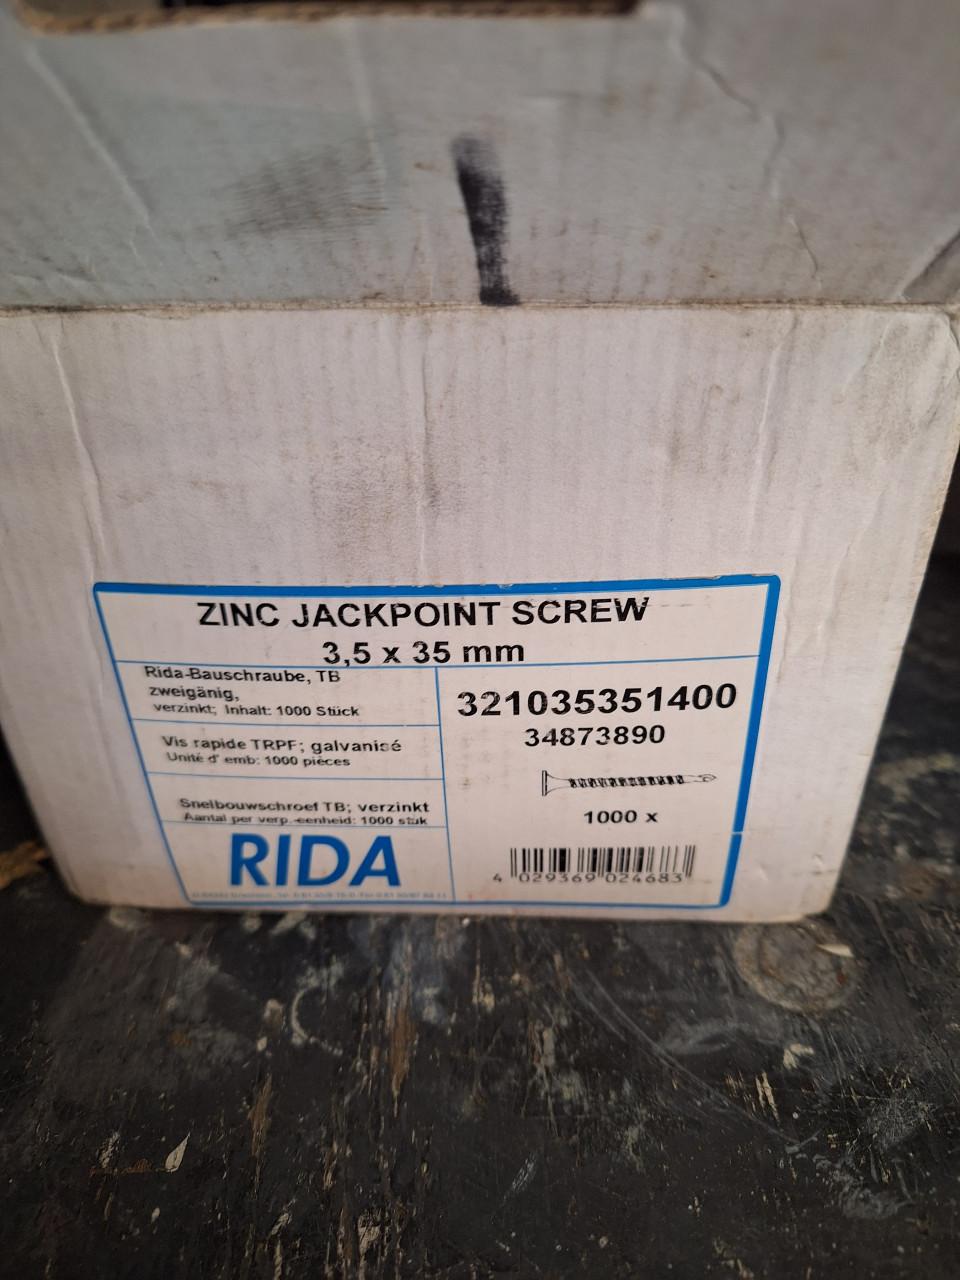 ZINC JACKPOINT SCREW
3,5 x 35 mm
Rida-Bauschraube, TB
zweigänig,
verzinkt; Inhalt: 1000 Stück
Vis rapide TRPF; galvanisé
Unité d' emb: 1000 pièces
Snelbouwschroef TB; verzinkt
Aantal per verp.-eenheid: 1000 stuk
RIDA
321035351400
34873890
1000 x
4 029369 024683